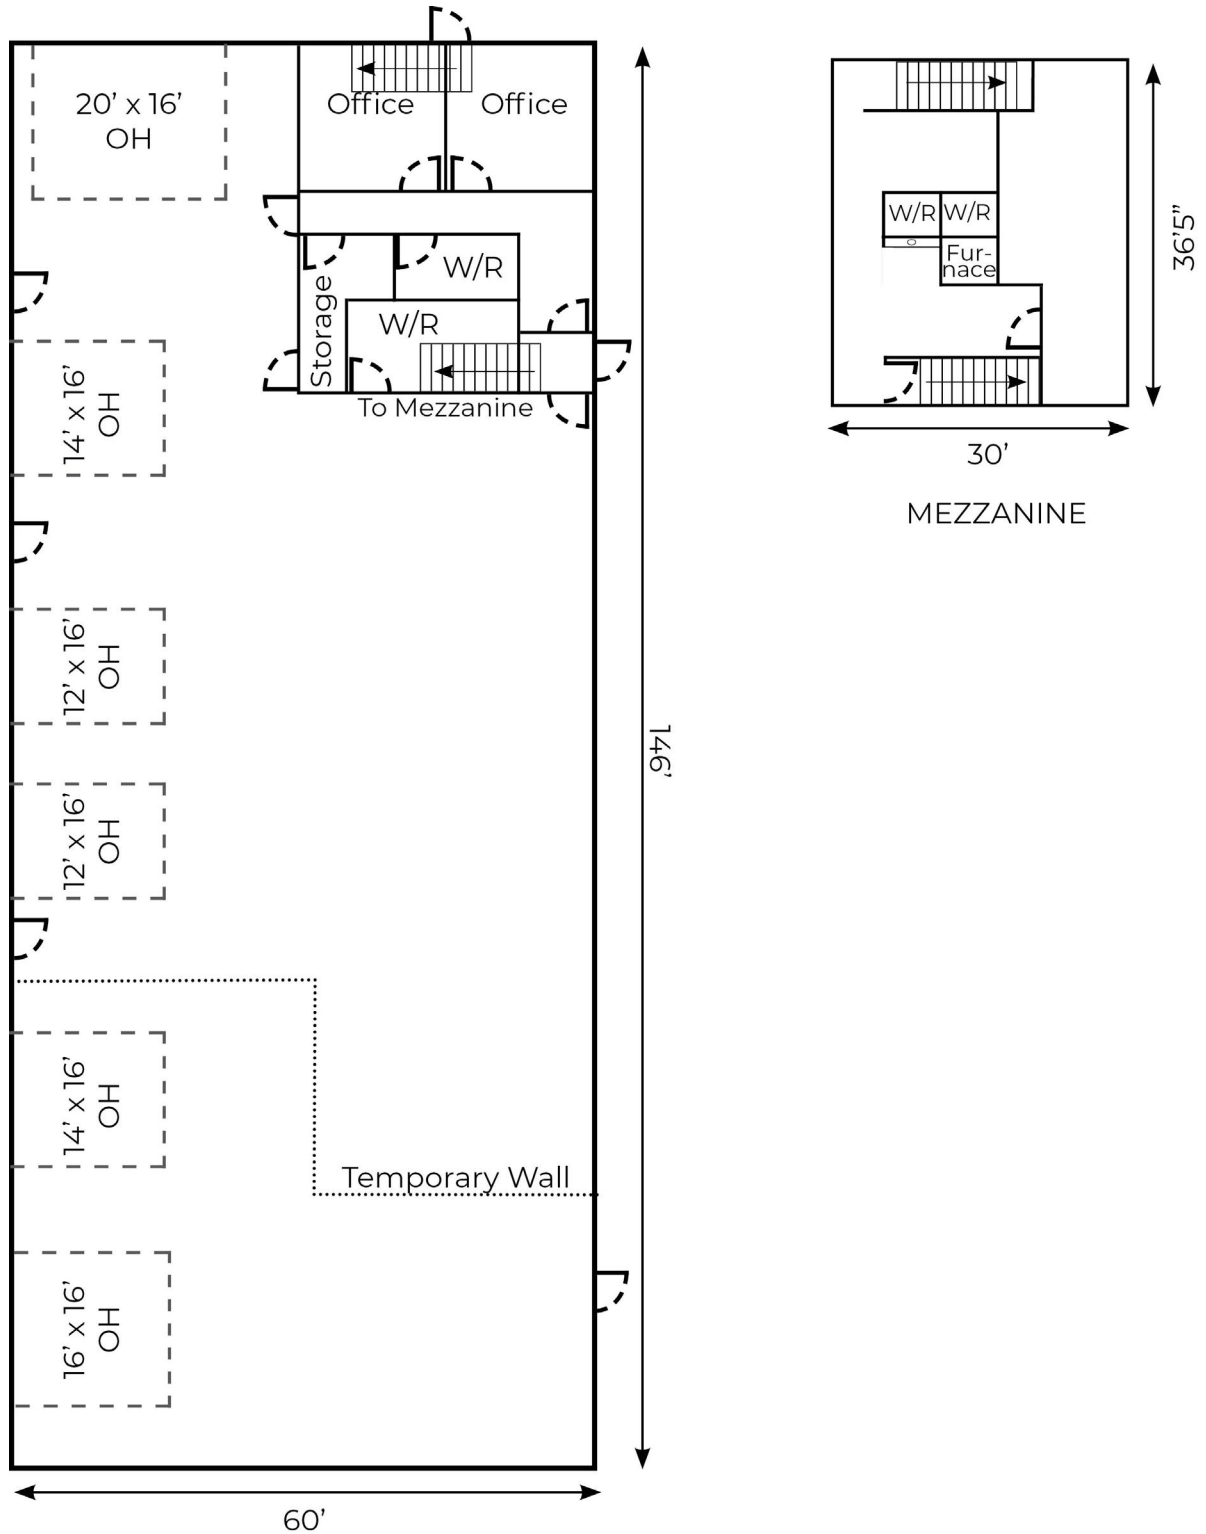 20’ x 16’
OH
Office
Office
W/R
W/R
Storage
To Mezzanine
14’ x 16’
OH
12’ x 16’
OH
12’ x 16’
OH
14’ x 16’
OH
Temporary Wall
16’ x 16’
OH
146’
60’
W/R
W/R
Fur-
nace
36’5”
30’
MEZZANINE